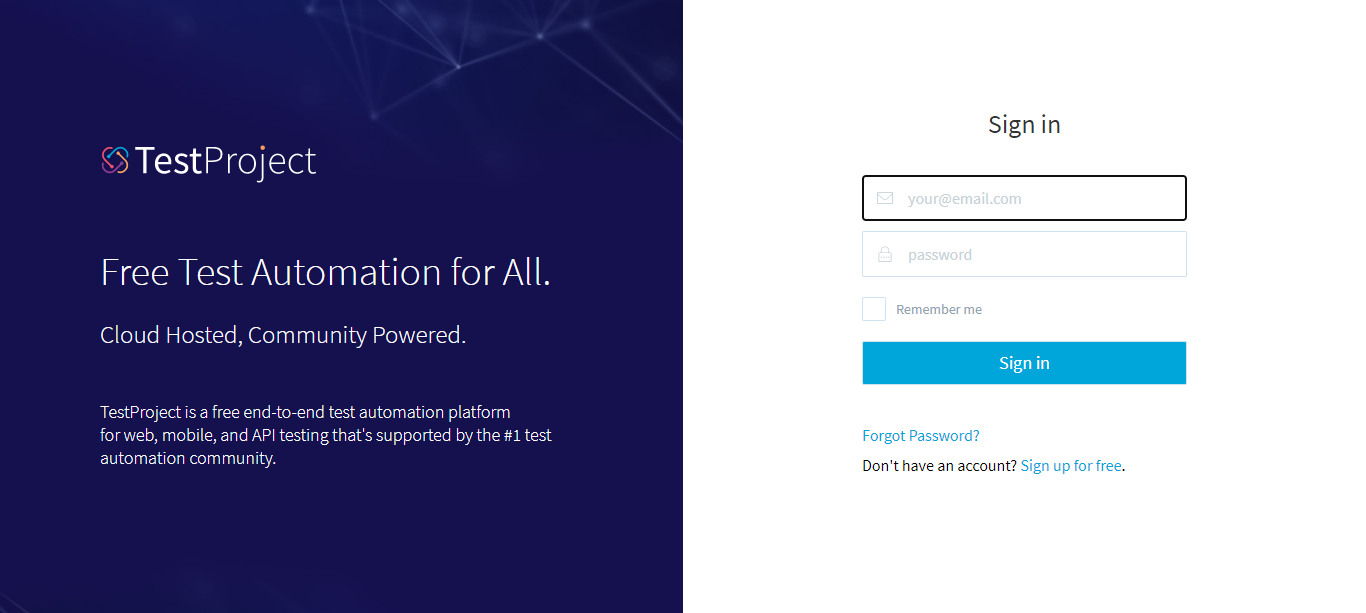 TestProject
Free Test Automation for All.
Cloud Hosted, Community Powered.
TestProject is a free end-to-end test automation platform
for web, mobile, and API testing that's supported by the #1 test
automation community.
Sign in
your@email.com
password
Remember me
Sign in
Forgot Password?
Don't have an account? Sign up for free.